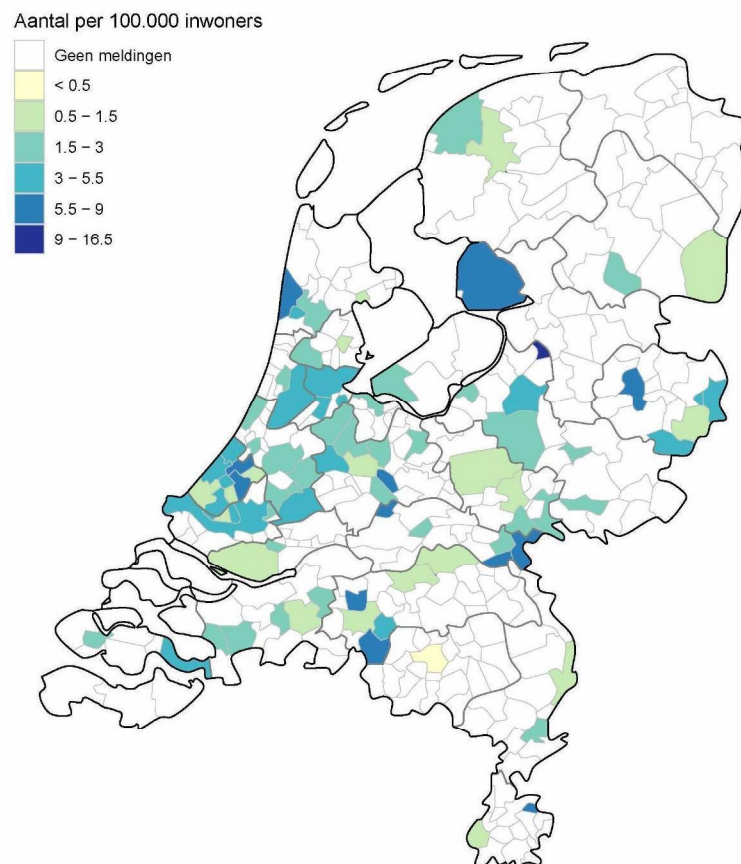 Aantal per 100.000 inwoners
Geen meldingen
< 0.5
0.5 – 1.5
1.5 – 3
3 – 5.5
5.5 – 9
9 – 16.5